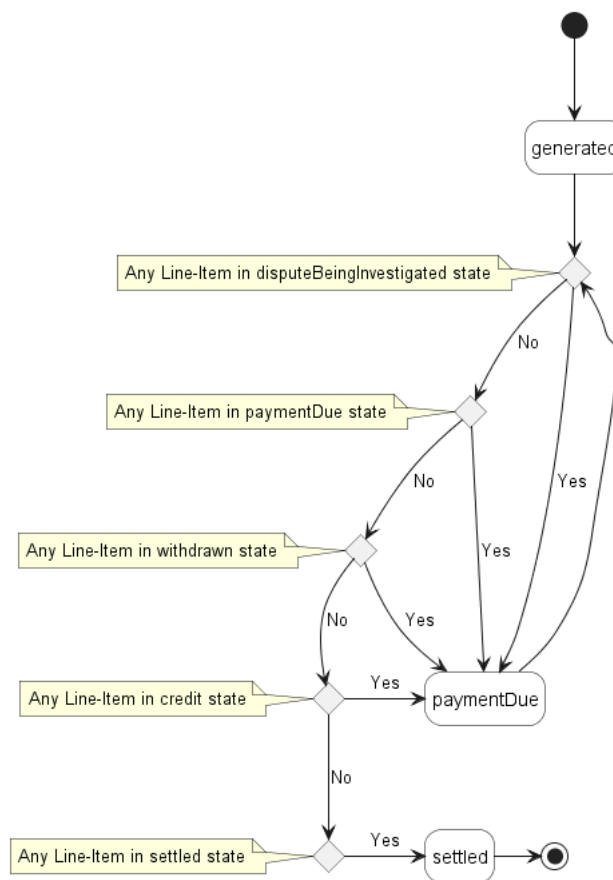 generated
Any Line-Item in disputeBeingInvestigated state
No
Any Line-Item in paymentDue state
No
Yes
Any Line-Item in withdrawn state
Yes
No
Yes
Any Line-Item in credit state
Yes
paymentDue
No
Any Line-Item in settled state
Yes
settled